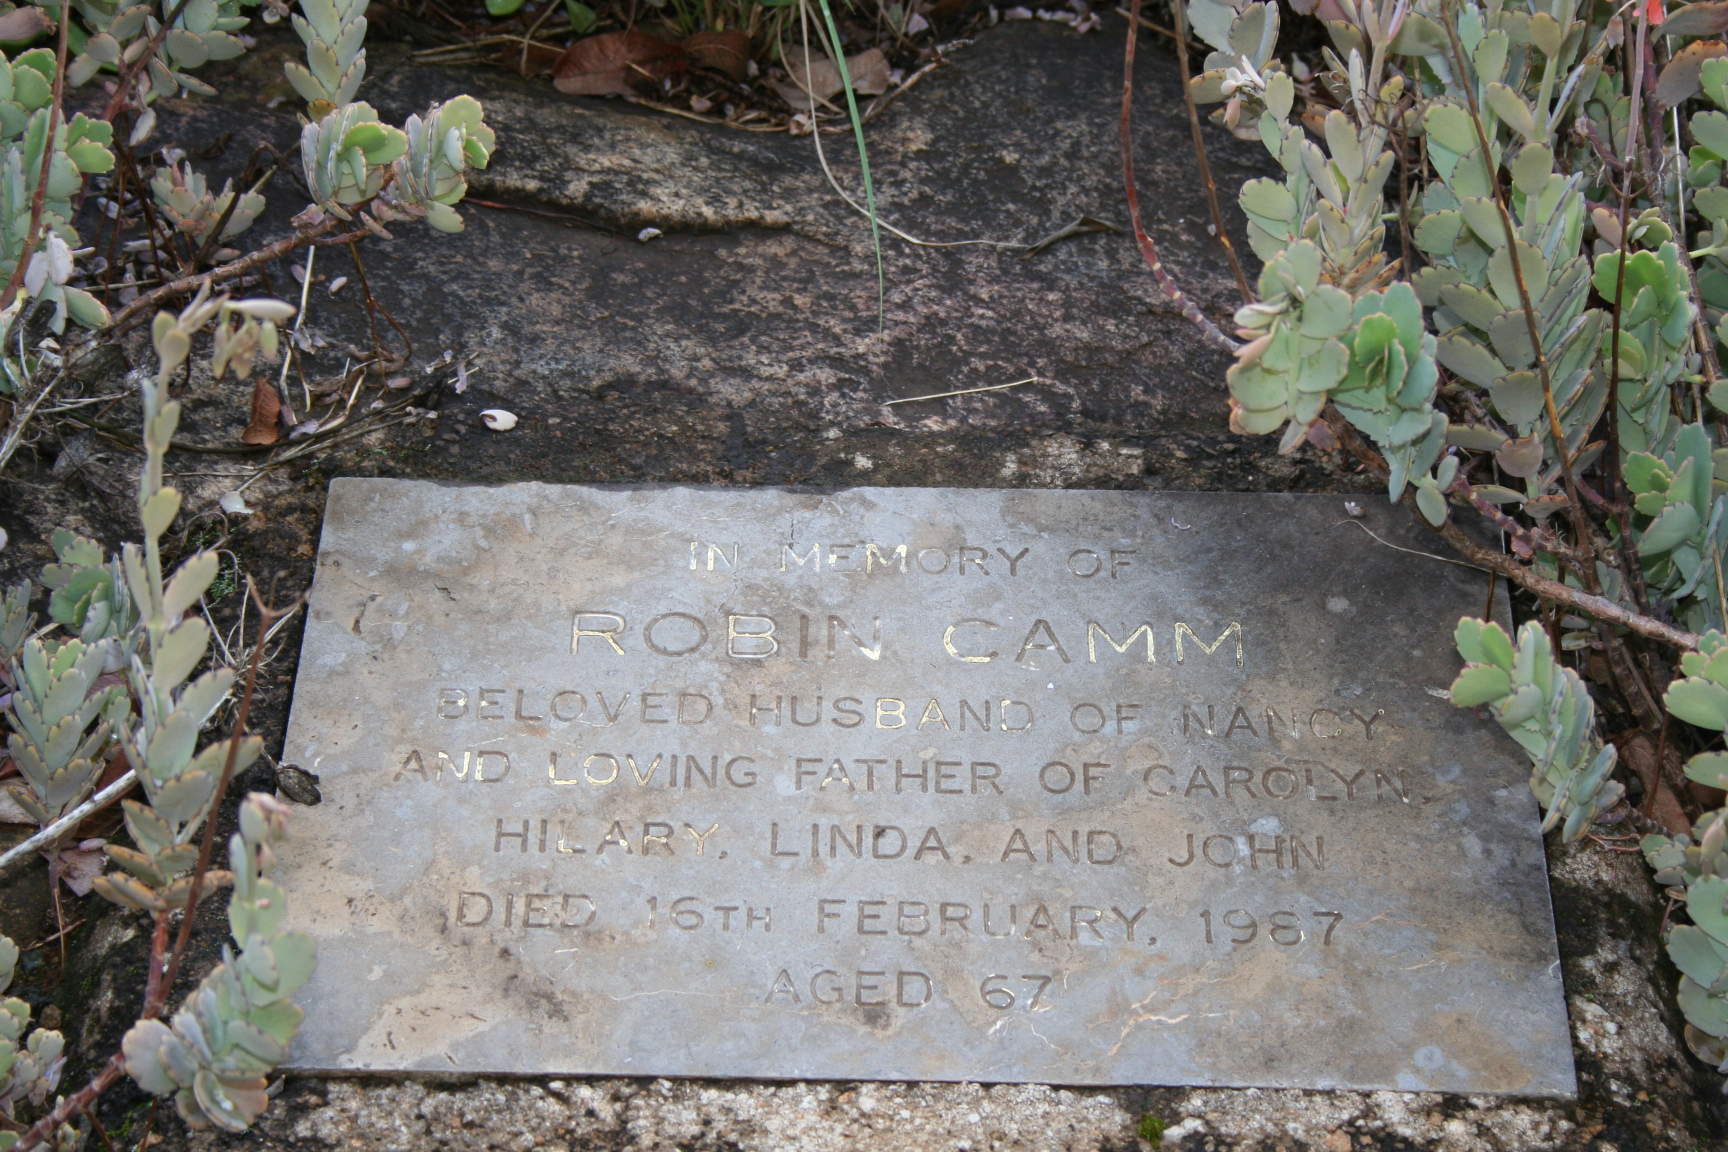 IN MEMORY OF
ROBIN CAMM
BELOVED HUSBAND OF NANCY
AND LOVING FATHER OF CAROLYN,
HILARY, LINDA, AND JOHN
DIED 16TH FEBRUARY, 1987
AGED 67